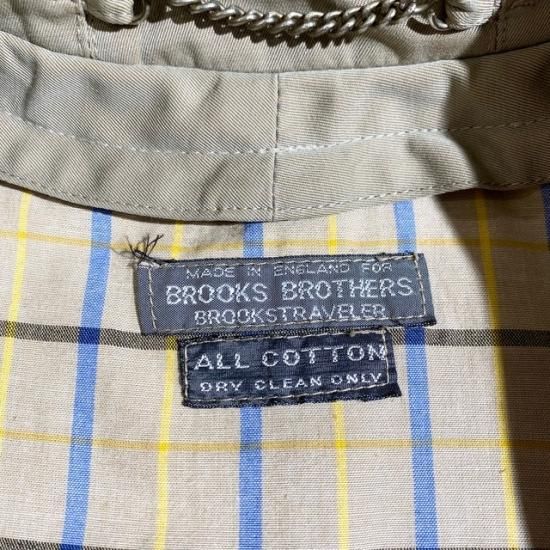 MADE IN ENGLAND FOR
BROOKS BROTHERS
BROOKSTRAVELER
ALL COTTON
DRY CLEAN ONLY